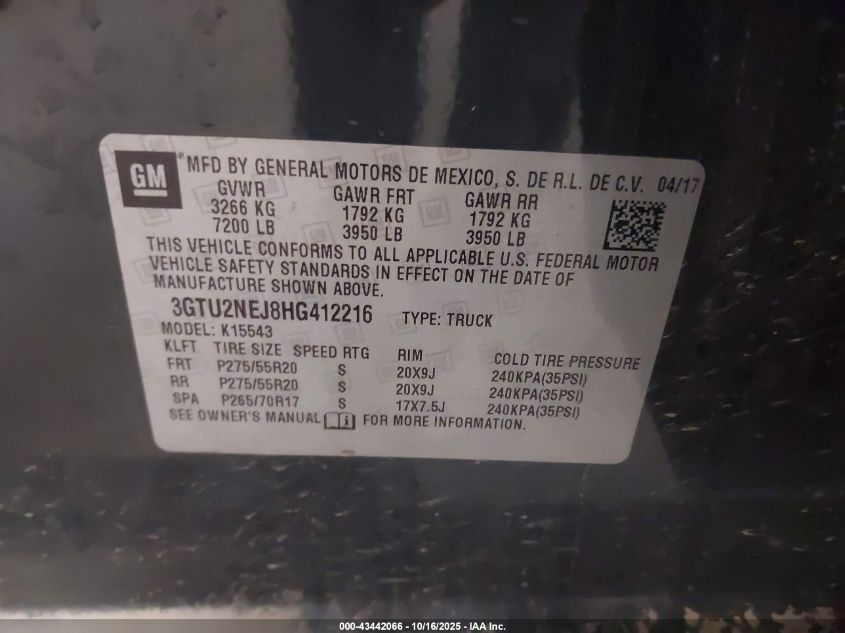 GM
MFD BY GENERAL MOTORS DE MEXICO, S. DE R.L. DE C.V. 04/17
GVWR GAWR FRT GAWR RR
3266 KG 1792 KG 1792 KG
7200 LB 3950 LB 3950 LB
THIS VEHICLE CONFORMS TO ALL APPLICABLE U.S. FEDERAL MOTOR
VEHICLE SAFETY STANDARDS IN EFFECT ON THE DATE OF
MANUFACTURE SHOWN ABOVE.
3GTU2NEJ8HG412216 TYPE: TRUCK
MODEL: K15543
KLFT TIRE SIZE SPEED RTG RIM COLD TIRE PRESSURE
FRT P275/55R20 S 20X9J 240KPA(35PSI)
RR P275/55R20 S 20X9J 240KPA(35PSI)
SPA P265/70R17 S 17X7.5J 240KPA(35PSI)
SEE OWNER'S MANUAL FOR MORE INFORMATION.
000-43442066 - 10/16/2025 - IAA Inc.